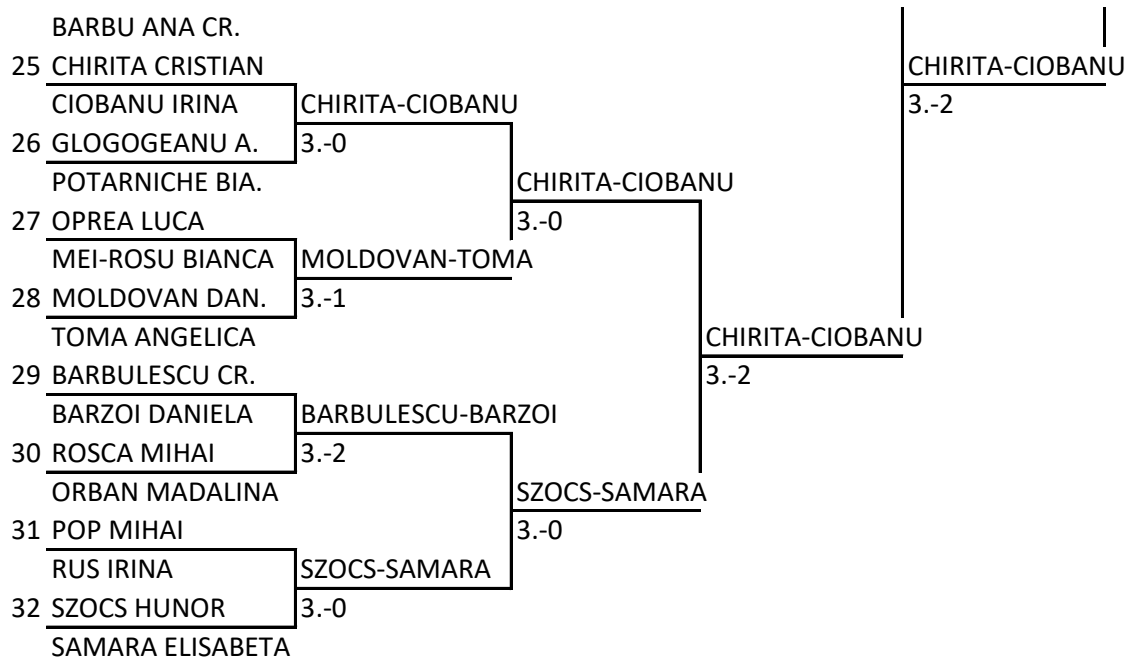 BARBU ANA CR.
25 CHIRITA CRISTIAN CHIRITA-CIOBANU
CIOBANU IRINA CHIRITA-CIOBANU 3.-2
26 GLOGOGEANU A. 3.-0
POTARNICHE BIA. CHIRITA-CIOBANU
27 OPREA LUCA 3.-0
MEI-ROSU BIANCA MOLDOVAN-TOMA
28 MOLDOVAN DAN. 3.-1
TOMA ANGELICA CHIRITA-CIOBANU
29 BARBULESCU CR. 3.-2
BARZOI DANIELA BARBULESCU-BARZOI
30 ROSCA MIHAI 3.-2
ORBAN MADALINA SZOCS-SAMARA
31 POP MIHAI 3.-0
RUS IRINA SZOCS-SAMARA
32 SZOCS HUNOR 3.-0
SAMARA ELISABETA